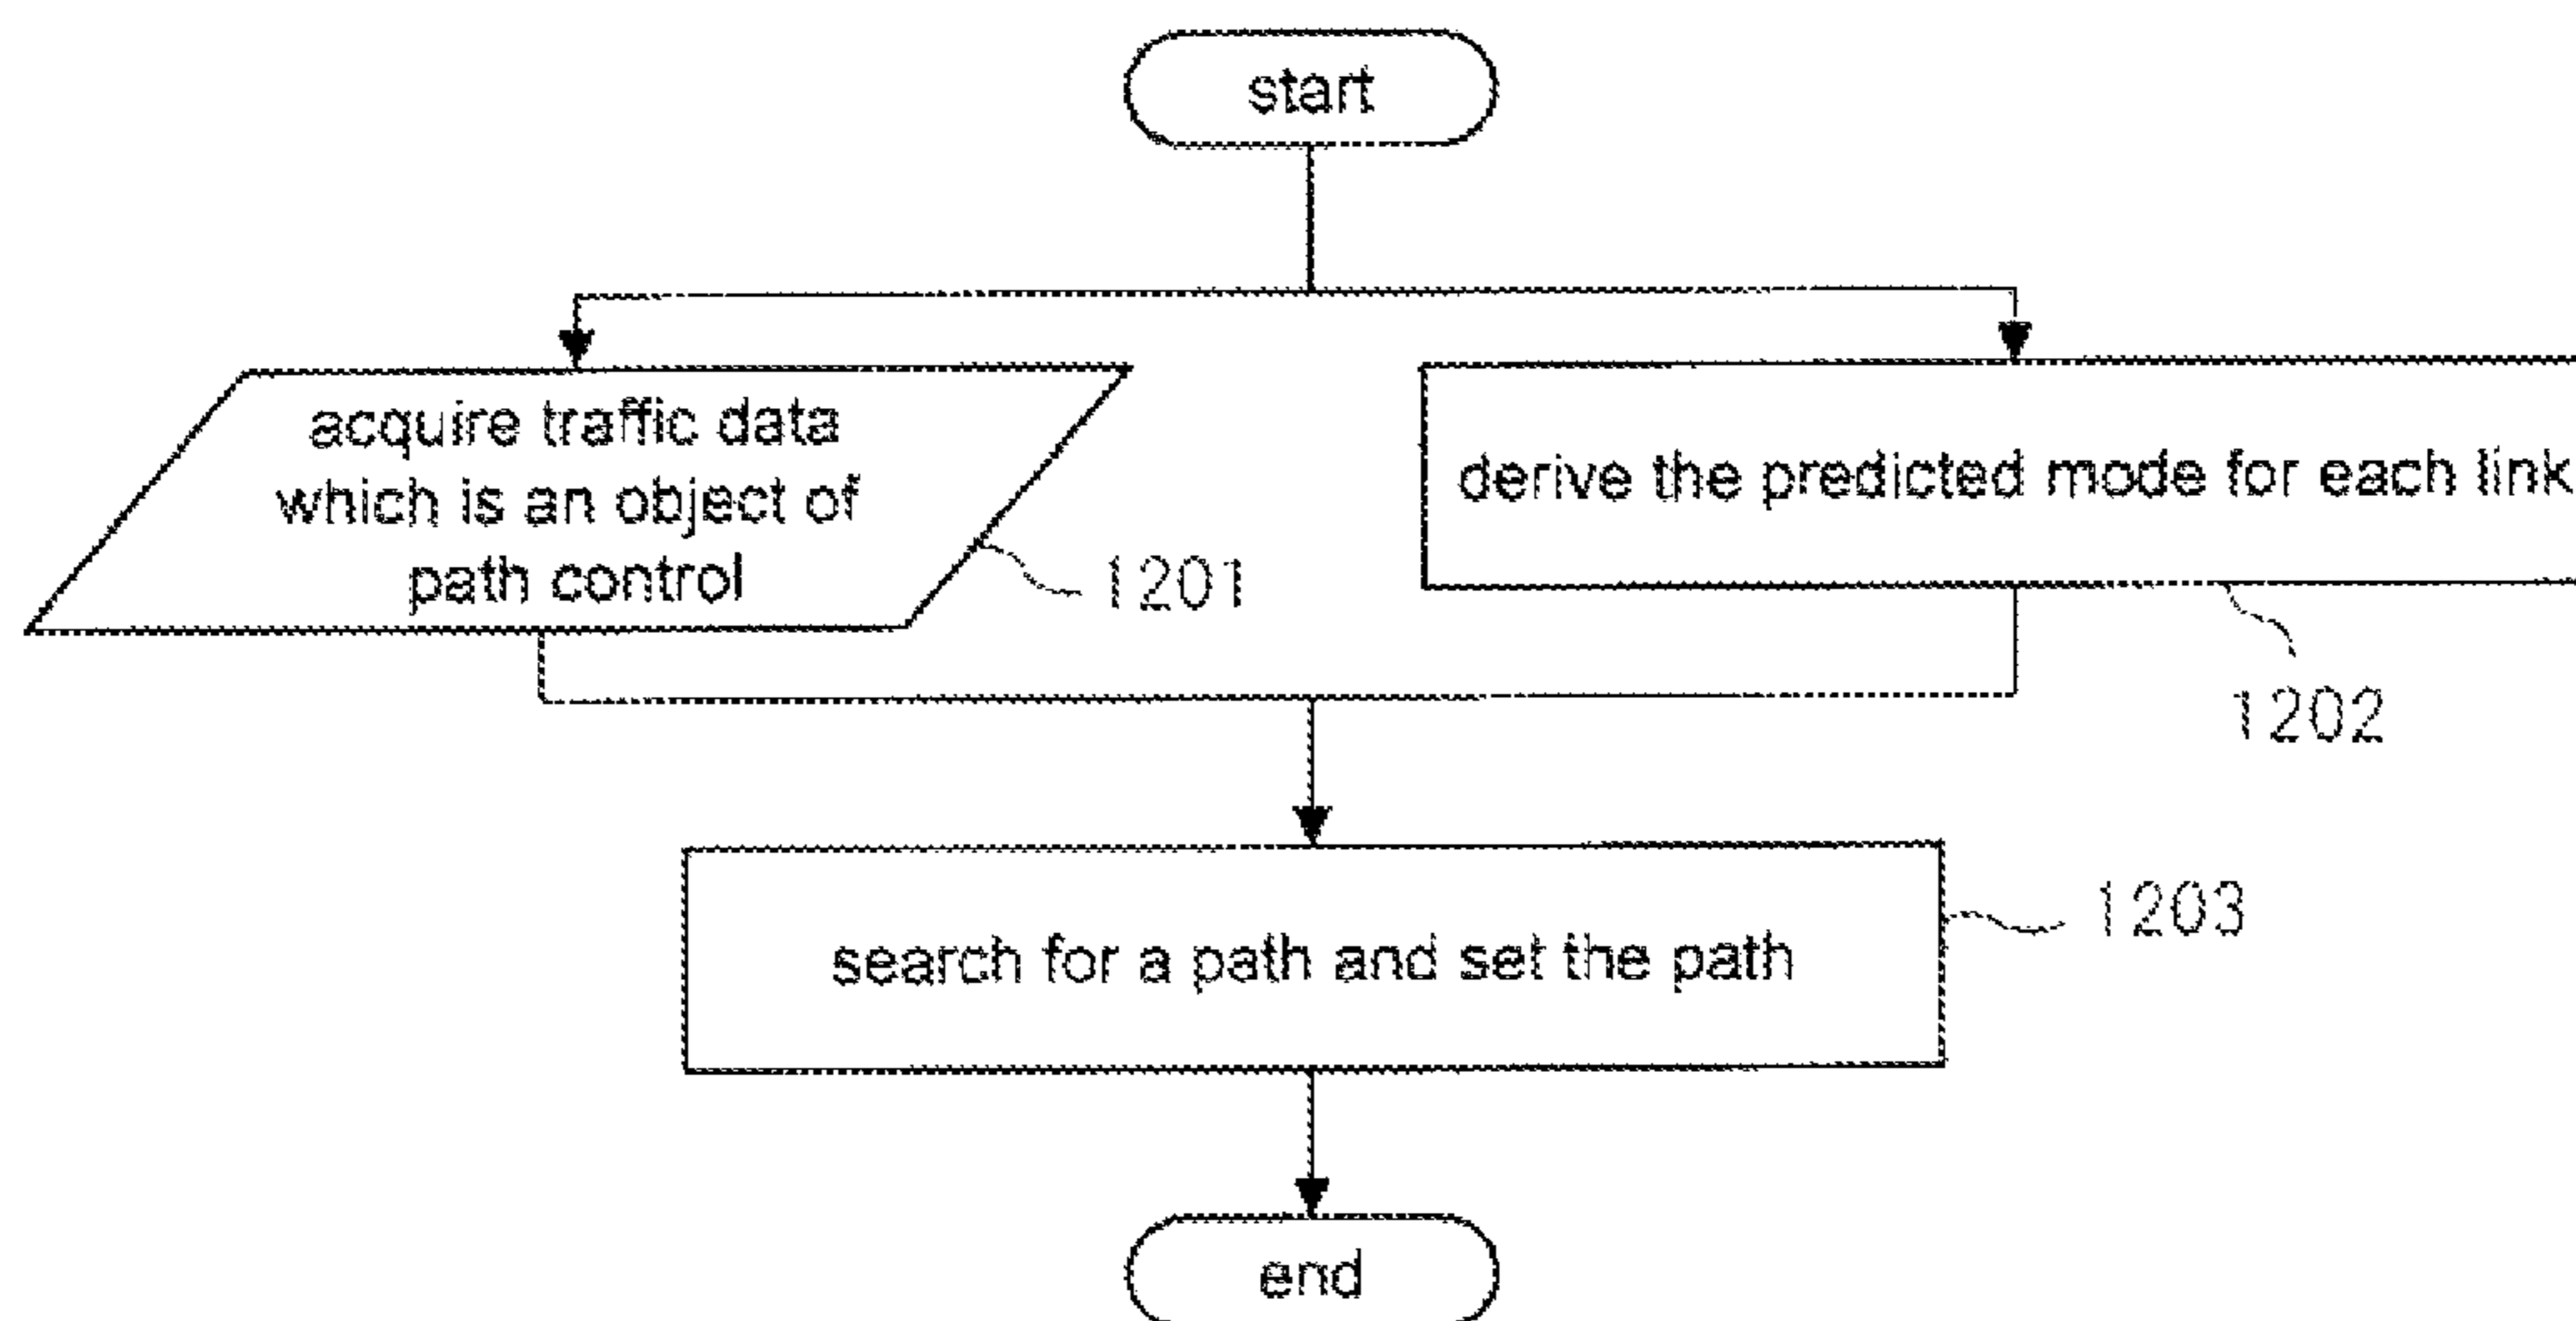 start
acquire traffic data
which is an object of
path control
1201
derive the predicted mode for each link
1202
search for a path and set the path
1203
end